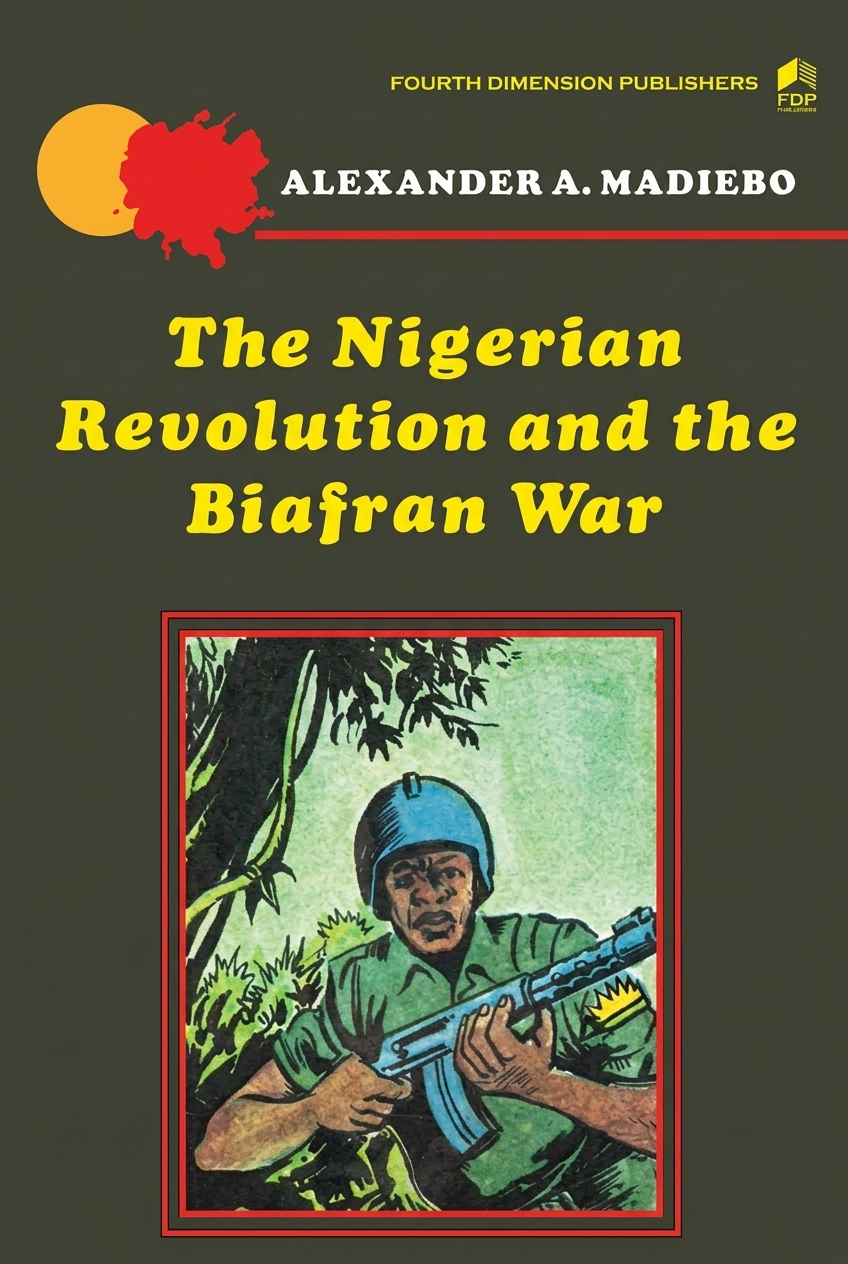 FOURTH DIMENSION PUBLISHERS
FDP
ALEXANDER A. MADIEBO
The Nigerian
Revolution and the
Biafran War